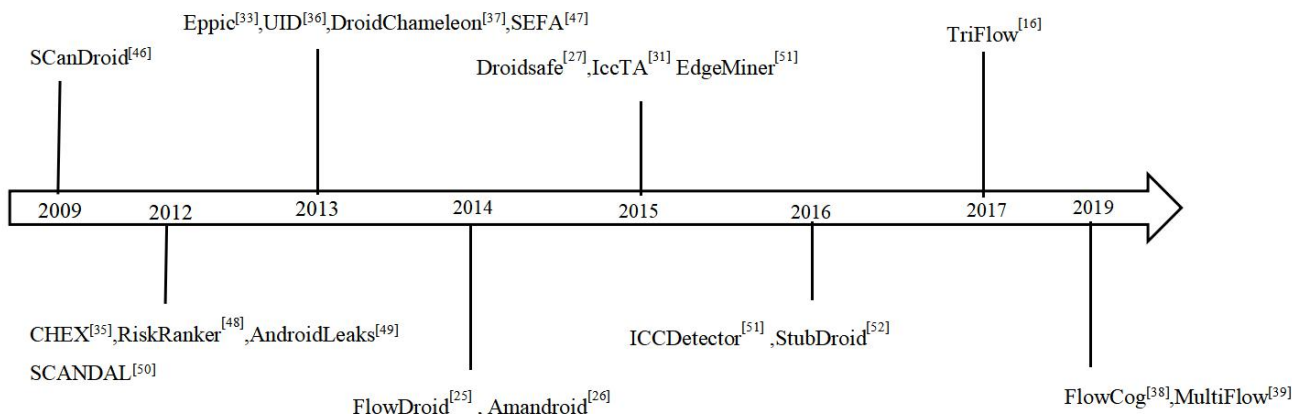 Eppic[33],UID[36],DroidChameleon[37],SEFA[47]
TriFlow[16]
SCanDroid[46]
Droidsafe[27],IccTA[31] EdgeMiner[51]
2009 2012 2013 2014 2015 2016 2017 2019
CHEX[35],RiskRanker[48],AndroidLeaks[49]
SCANDAL[50]
ICCDetector[51] ,StubDroid[52]
FlowDroid[25] , Amandroid[26]
FlowCog[38],MultiFlow[39]